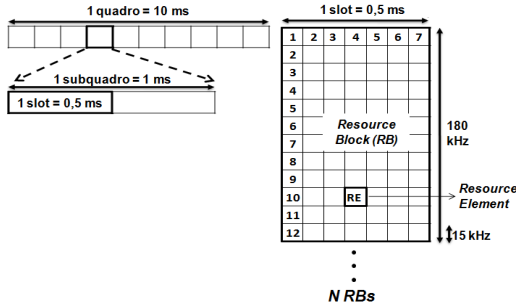 1 quadro = 10 ms
1 subquadro = 1 ms
1 slot = 0,5 ms
1 slot = 0,5 ms
1 2 3 4 5 6 7
2
3
4
5
6
7
8
9
10
11
12
Resource
Block (RB)
RE
180
kHz
Resource
Element
15 kHz
N RBs